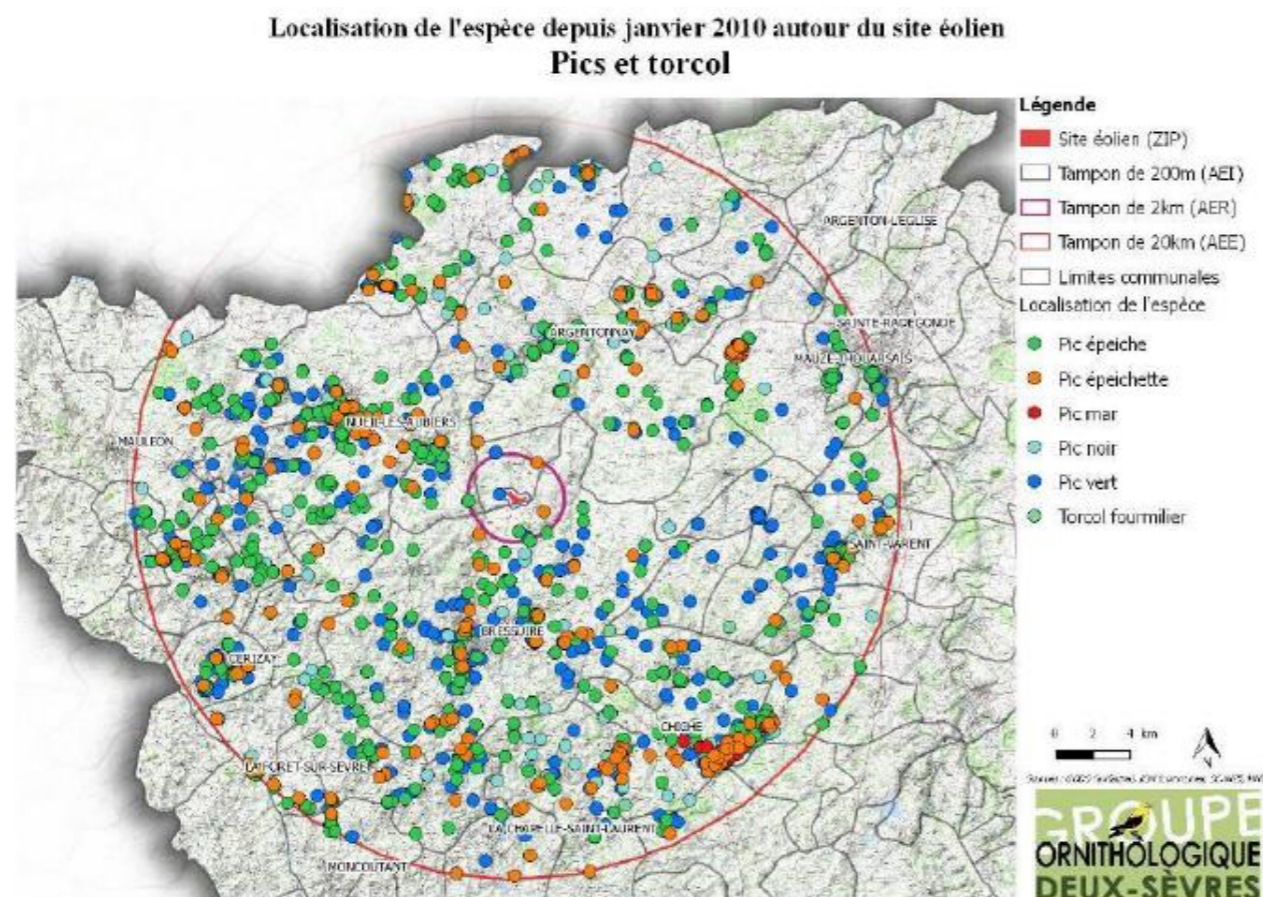 Localisation de l'espèce depuis janvier 2010 autour du site éolien
Pics et torcol
Légende
Site éolien (ZIP)
Tampon de 200m (AEI)
Tampon de 2km (AER)
Tampon de 20km (AEE)
Limites communales
Localisation de l'espèce
Pic épeiche
Pic épeichette
Pic mar
Pic noir
Pic vert
Torcol fourmilier
ARGENTON-L'EGLISE
SAINTE-RADEGONDE
ARGENTONNAY
MAUZE-THOUARSAIS
NUEIL-LES-AUBIERS
MAULEON
SAINT-VARENT
BRESSUIRE
CERIZAY
CHICHE
LA FORET-SUR-SEVRE
LA CHAPELLE-SAINT-LAURENT
MONCOUTANT
0 2 4 km
GROUPE
ORNITHOLOGIQUE
DEUX-SÈVRES